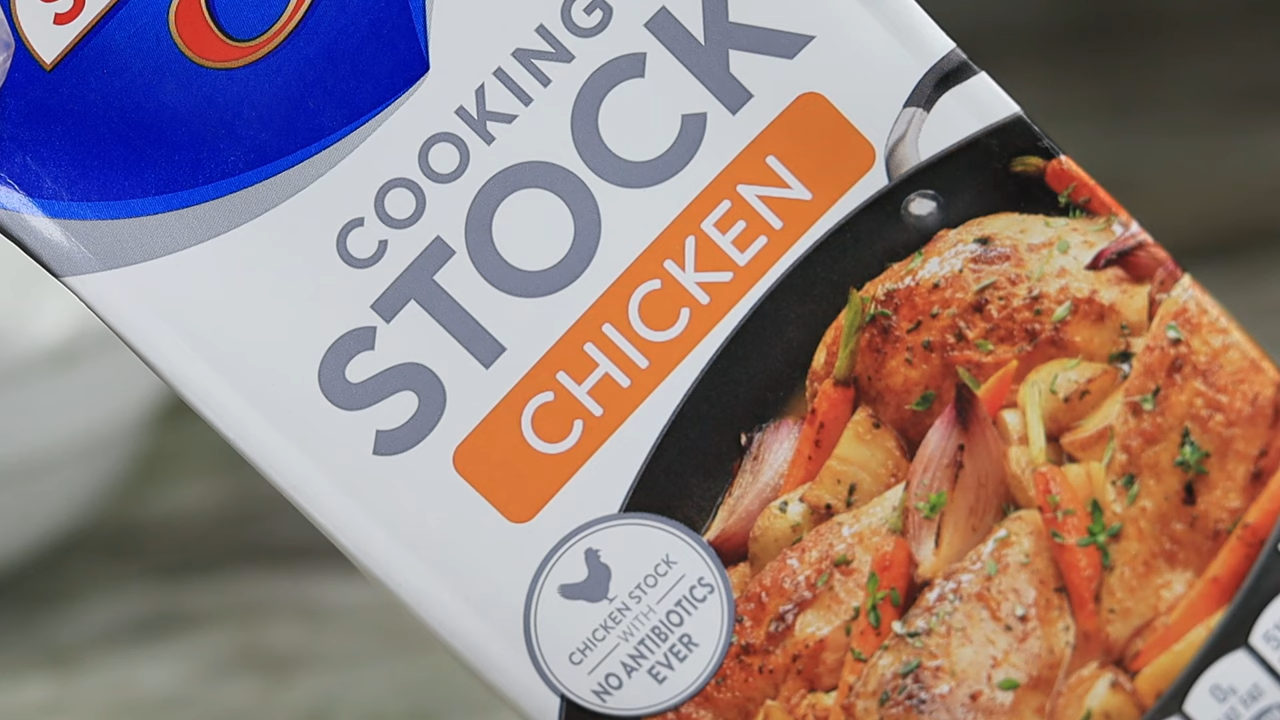 COOKING
STOCK
CHICKEN
CHICKEN STOCK
WITH
NO ANTIBIOTICS
EVER